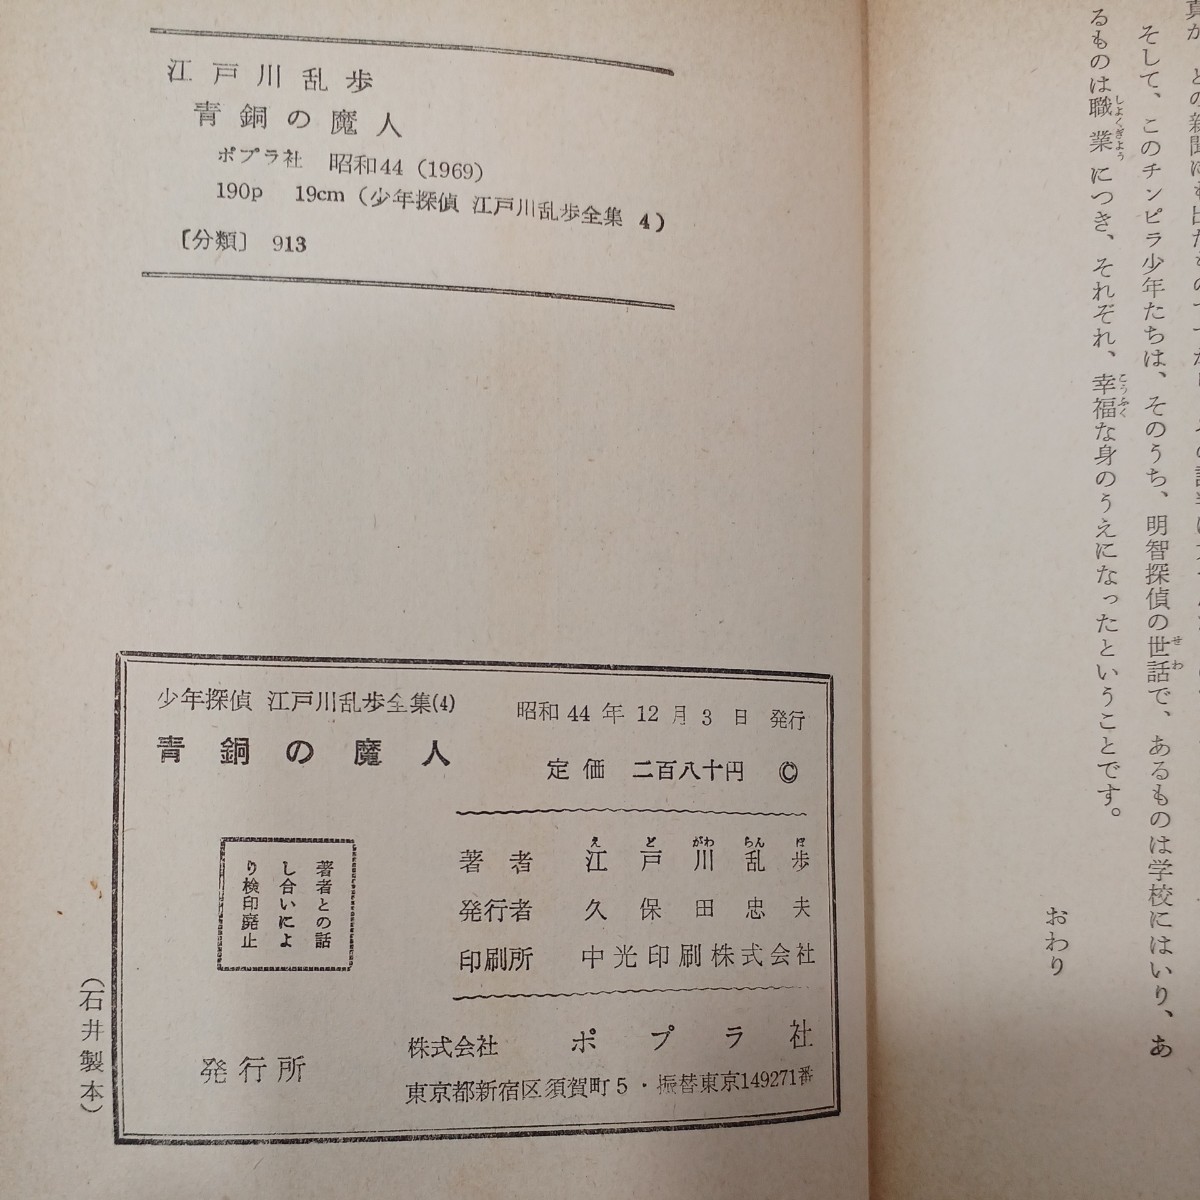 そして、このチンピラ少年たちは、そのうち、明智探偵の世話で、あるものは学校にはいり、あ
るものは職業につき、それぞれ、幸福な身のうえになったということです。
おわり
江戸川乱歩
青銅の魔人
ポプラ社 昭和44 (1969)
190p 19cm (少年探偵 江戸川乱歩全集 4)
〔分類〕 913
少年探偵 江戸川乱歩全集(4)
青銅の魔人
昭和44年12月3日 発行
定価 二百八十円 ©
著者 江戸川乱歩
発行者 久保田忠夫
印刷所 中光印刷株式会社
著者との話
し合いによ
り検印廃止
発行所
株式会社 ポプラ社
東京都新宿区須賀町5・振替東京149271番
(石井製本)